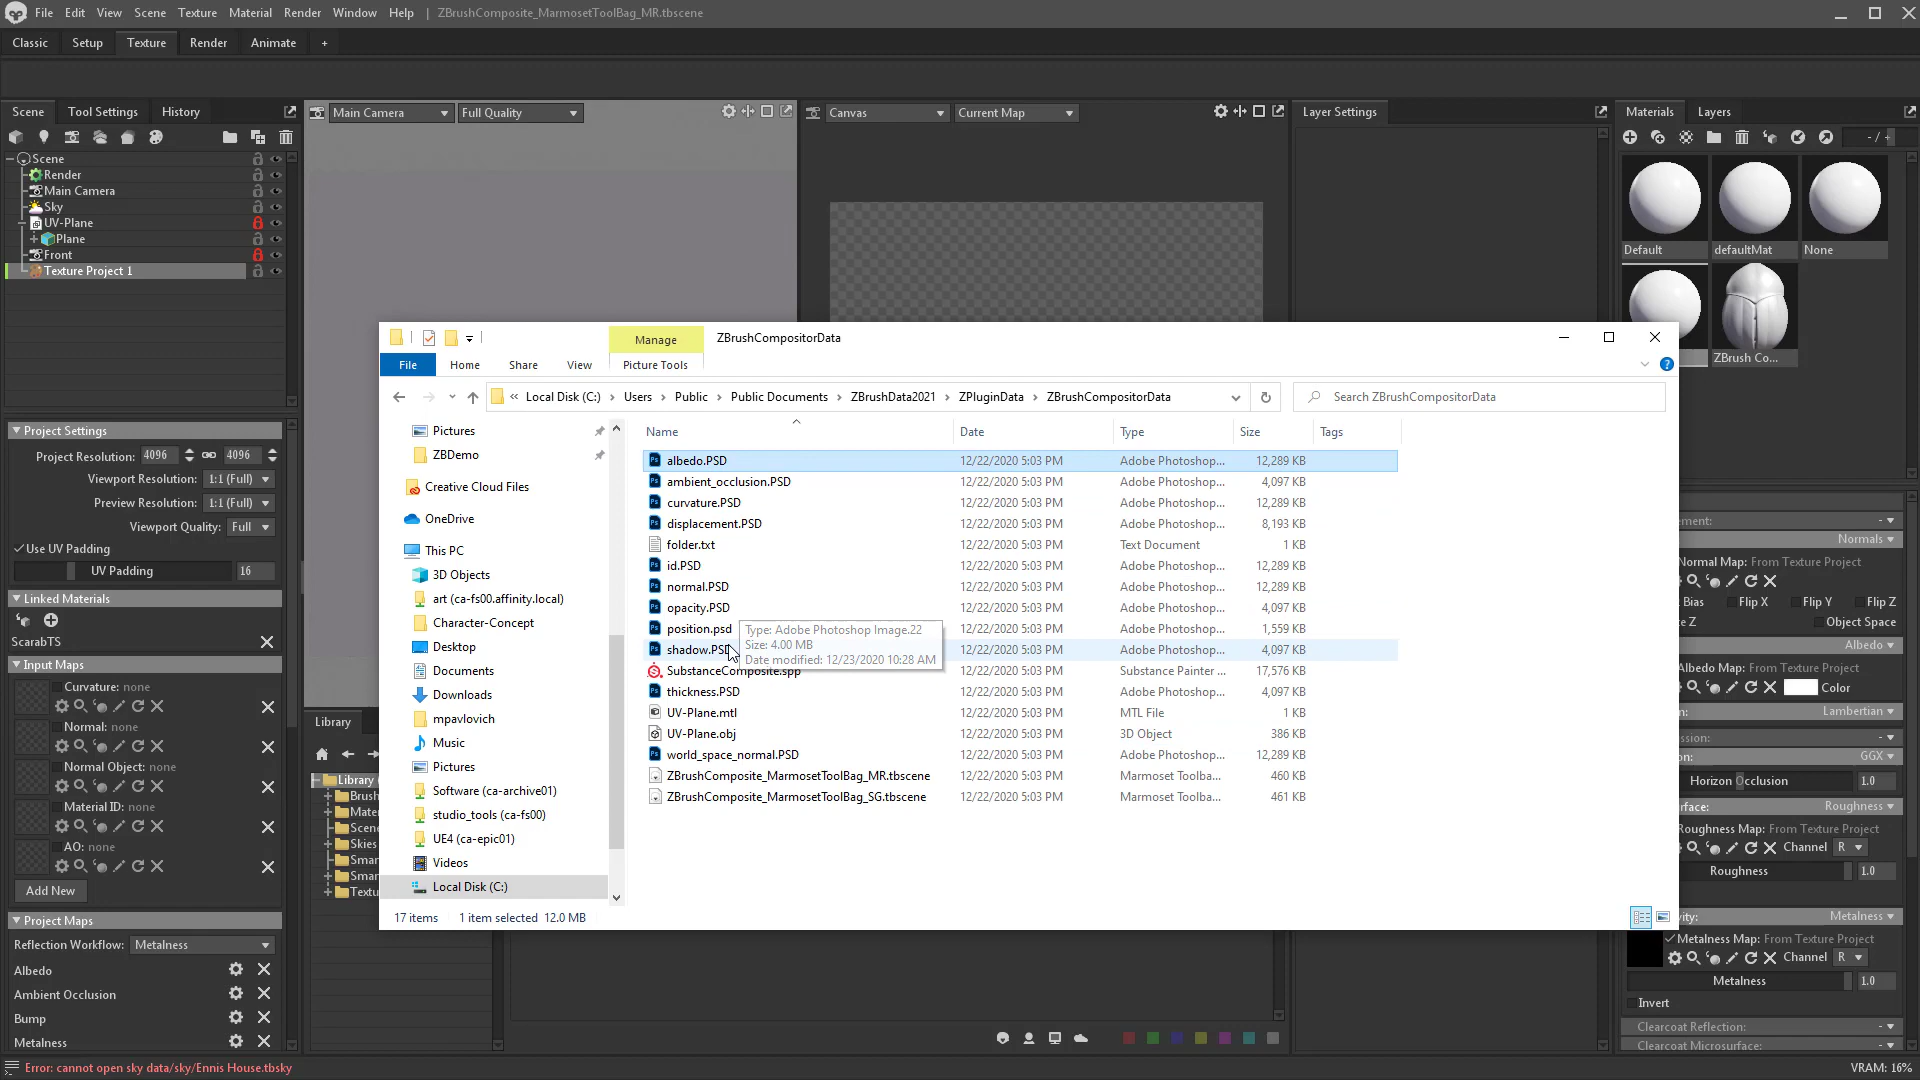 File Edit View Scene Texture Material Render Window Help | ZBrushComposite_MarmosetToolBag_MR.tbscene
Classic Setup Texture Render Animate +
Scene Tool Settings History
Main Camera Full Quality
Canvas Current Map
Layer Settings
Materials Layers
- / +
Scene
Render
Main Camera
Sky
UV-Plane
Plane
Front
Texture Project 1
Default defaultMat None
ZBrush Co...
Project Settings
Project Resolution: 4096 4096
Viewport Resolution: 1:1 (Full)
Preview Resolution: 1:1 (Full)
Viewport Quality: Full
Use UV Padding
UV Padding 16
Linked Materials
ScarabTS
Input Maps
Curvature: none
Normal: none
Normal Object: none
Material ID: none
AO: none
Add New
Project Maps
Reflection Workflow: Metalness
Albedo
Ambient Occlusion
Bump
Metalness
Library
Library
Brush
Mater
Scene
Skies
Smar
Smar
Textu
Manage ZBrushCompositorData
File Home Share View Picture Tools
« Local Disk (C:) › Users › Public › Public Documents › ZBrushData2021 › ZPluginData › ZBrushCompositorData
Search ZBrushCompositorData
Pictures
ZBDemo
Creative Cloud Files
OneDrive
This PC
3D Objects
art (ca-fs00.affinity.local)
Character-Concept
Desktop
Documents
Downloads
mpavlovich
Music
Pictures
Software (ca-archive01)
studio_tools (ca-fs00)
UE4 (ca-epic01)
Videos
Local Disk (C:)
Name Date Type Size Tags
albedo.PSD 12/22/2020 5:03 PM Adobe Photoshop... 12,289 KB
ambient_occlusion.PSD 12/22/2020 5:03 PM Adobe Photoshop... 4,097 KB
curvature.PSD 12/22/2020 5:03 PM Adobe Photoshop... 12,289 KB
displacement.PSD 12/22/2020 5:03 PM Adobe Photoshop... 8,193 KB
folder.txt 12/22/2020 5:03 PM Text Document 1 KB
id.PSD 12/22/2020 5:03 PM Adobe Photoshop... 12,289 KB
normal.PSD 12/22/2020 5:03 PM Adobe Photoshop... 12,289 KB
opacity.PSD 12/22/2020 5:03 PM Adobe Photoshop... 4,097 KB
position.psd 12/22/2020 5:03 PM Adobe Photoshop... 1,559 KB
shadow.PSD 12/22/2020 5:03 PM Adobe Photoshop... 4,097 KB
SubstanceComposite.spp 12/22/2020 5:03 PM Substance Painter ... 17,576 KB
thickness.PSD 12/22/2020 5:03 PM Adobe Photoshop... 4,097 KB
UV-Plane.mtl 12/22/2020 5:03 PM MTL File 1 KB
UV-Plane.obj 12/22/2020 5:03 PM 3D Object 386 KB
world_space_normal.PSD 12/22/2020 5:03 PM Adobe Photoshop... 12,289 KB
ZBrushComposite_MarmosetToolBag_MR.tbscene 12/22/2020 5:03 PM Marmoset Toolba... 460 KB
ZBrushComposite_MarmosetToolBag_SG.tbscene 12/22/2020 5:03 PM Marmoset Toolba... 461 KB
Type: Adobe Photoshop Image.22
Size: 4.00 MB
Date modified: 12/23/2020 10:28 AM
17 items 1 item selected 12.0 MB
ement:
Normals
Normal Map: From Texture Project
Bias Flip X Flip Y Flip Z
e Z Object Space
Albedo
Albedo Map: From Texture Project
Color
n: Lambertian
ssion:
on: GGX
Horizon Occlusion 1.0
rface: Roughness
Roughness Map: From Texture Project
Channel R
Roughness 1.0
vity: Metalness
Metalness Map: From Texture Project
Channel R
Metalness 1.0
Invert
Clearcoat Reflection:
Clearcoat Microsurface:
Error: cannot open sky data/sky/Ennis House.tbsky
VRAM: 16%